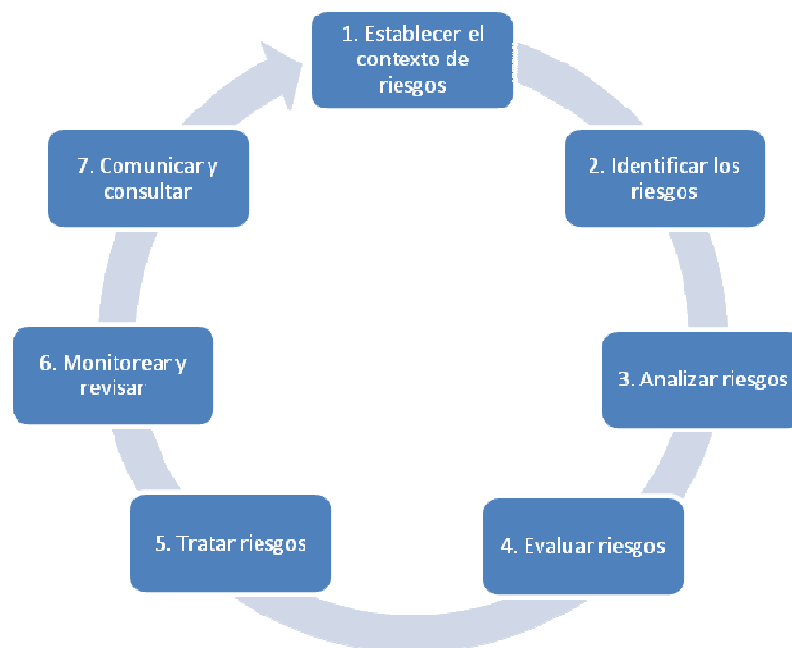 1. Establecer el
contexto de
riesgos
2. Identificar los
riesgos
3. Analizar riesgos
4. Evaluar riesgos
5. Tratar riesgos
6. Monitorear y
revisar
7. Comunicar y
consultar